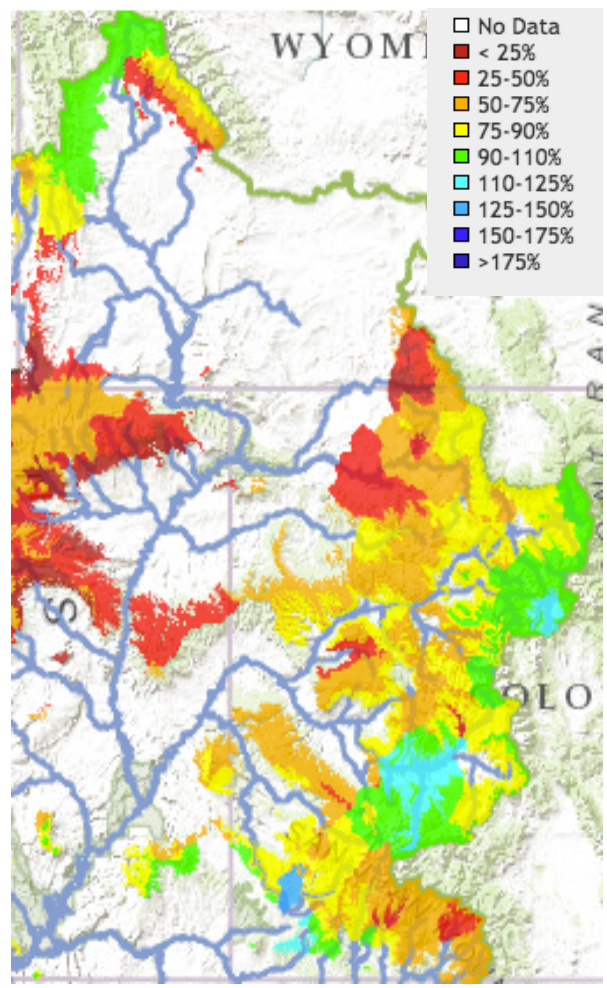 WYOMI
No Data
< 25%
25-50%
50-75%
75-90%
90-110%
110-125%
125-150%
150-175%
>175%
N T R A N
S
OLO